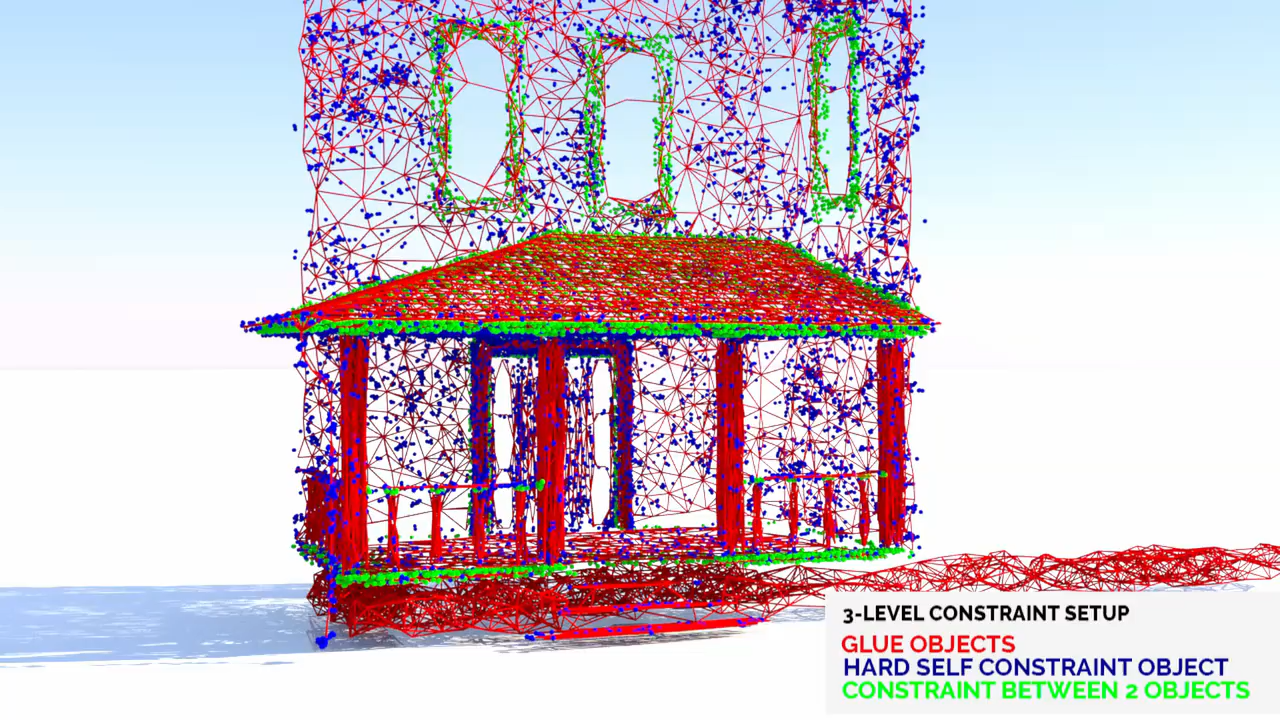 3-LEVEL CONSTRAINT SETUP
GLUE OBJECTS
HARD SELF CONSTRAINT OBJECT
CONSTRAINT BETWEEN 2 OBJECTS